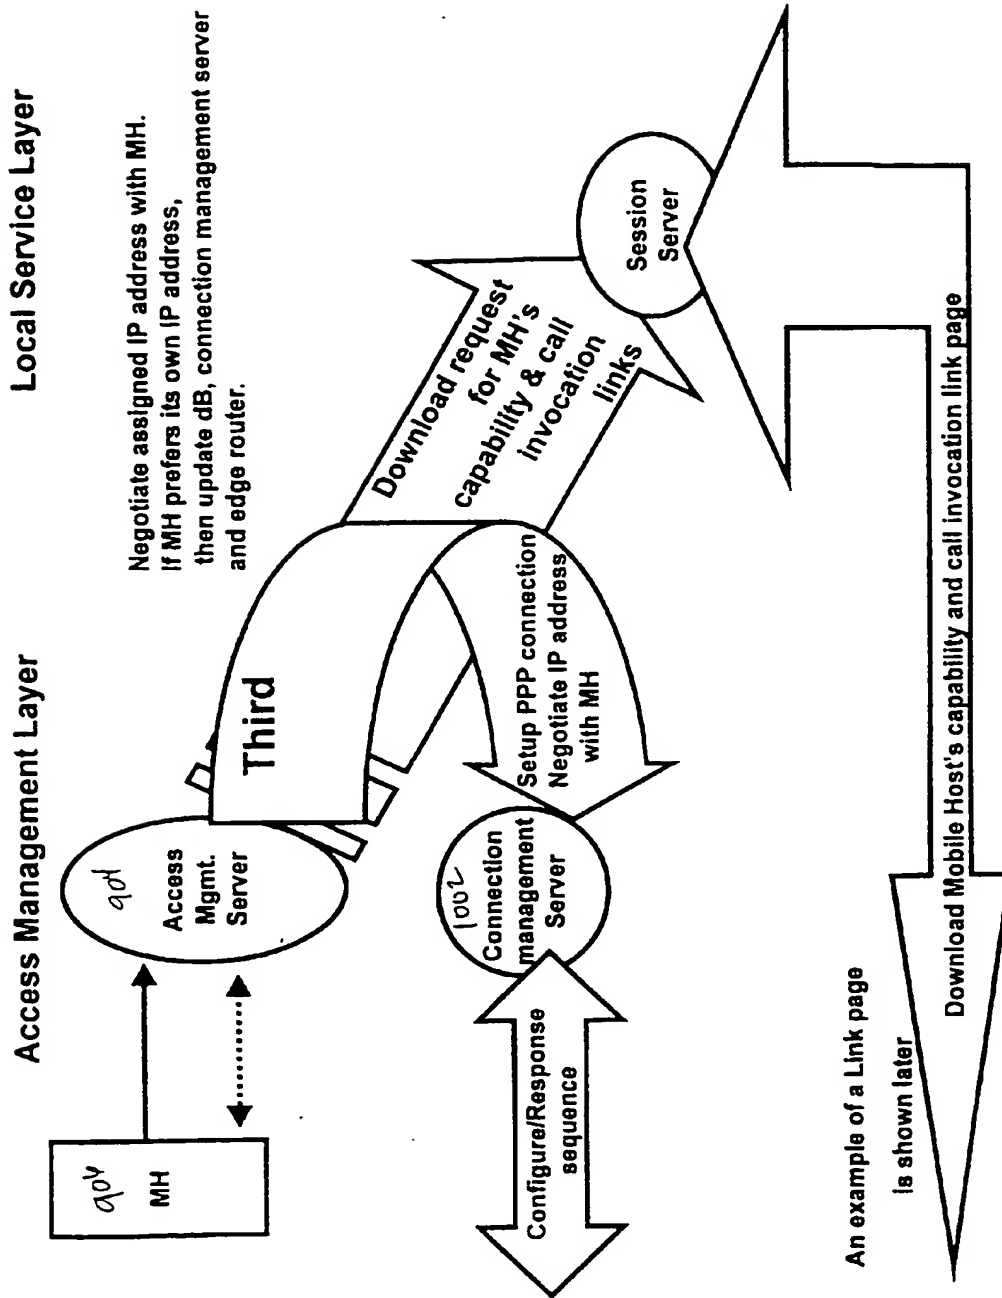 Access Management Layer
Local Service Layer
Negotiate assigned IP address with MH.
If MH prefers its own IP address,
then update dB, connection management server
and edge router.
904
MH
904
Access
Mgmt.
Server
Third
Download request
for MH's
capability & call
invocation
links
Session
Server
Setup PPP connection
Negotiate IP address
with MH
1002
Connection
management
Server
Configure/Response
sequence
An example of a Link page
is shown later
Download Mobile Host's capability and call invocation link page